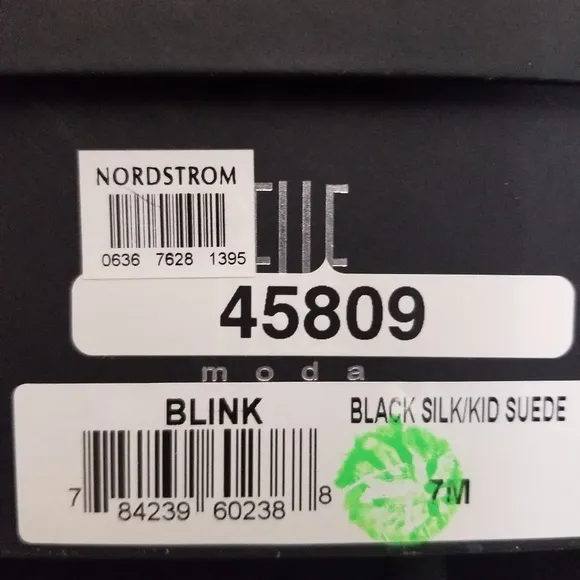 NORDSTROM
0636 7628 1395
45809
moda
BLINK BLACK SILK/KID SUEDE
7 84239 60238 8 7M